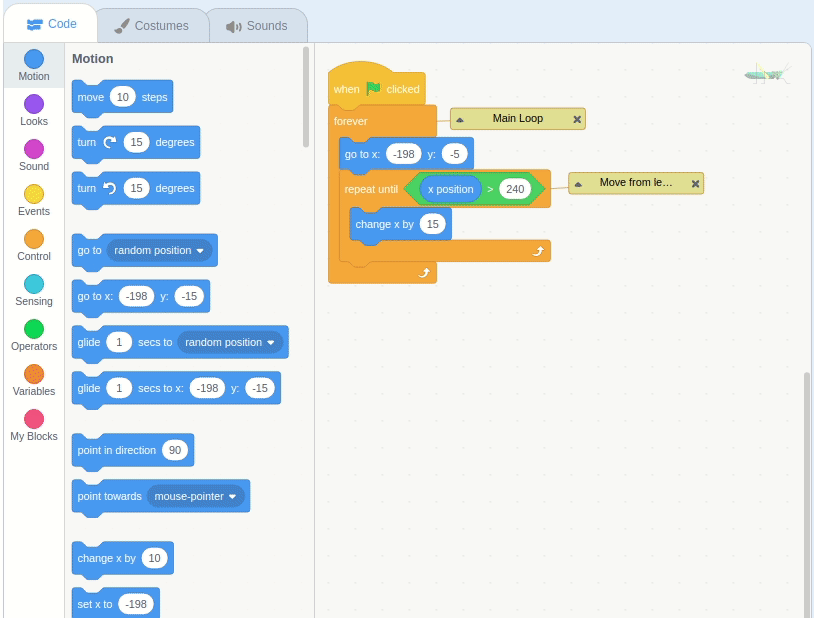 Code Costumes Sounds
Motion
Looks
Sound
Events
Control
Sensing
Operators
Variables
My Blocks
Motion
move 10 steps
turn 15 degrees
turn 15 degrees
go to random position
go to x: -198 y: -15
glide 1 secs to random position
glide 1 secs to x: -198 y: -15
point in direction 90
point towards mouse-pointer
change x by 10
set x to -198
when clicked
forever
Main Loop
go to x: -198 y: -5
repeat until x position > 240
Move from le...
change x by 15